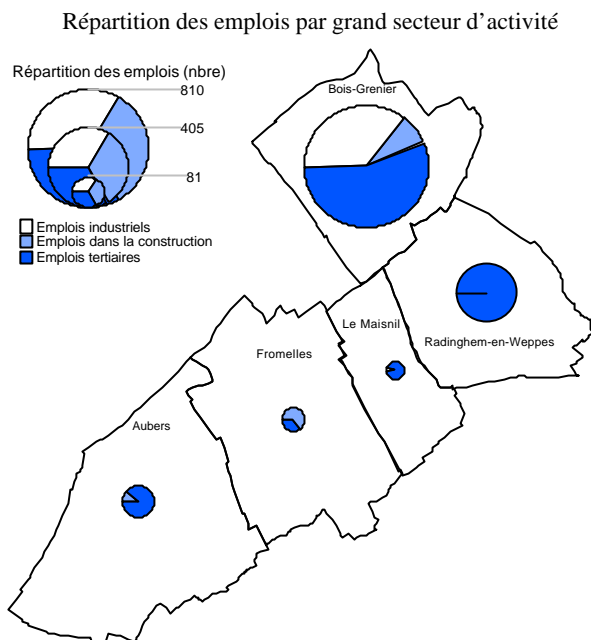 Répartition des emplois par grand secteur d’activité
Répartition des emplois (nbre)
810
405
81
Emplois industriels
Emplois dans la construction
Emplois tertiaires
Bois-Grenier
Le Maisnil
Radinghem-en-Weppes
Fromelles
Aubers